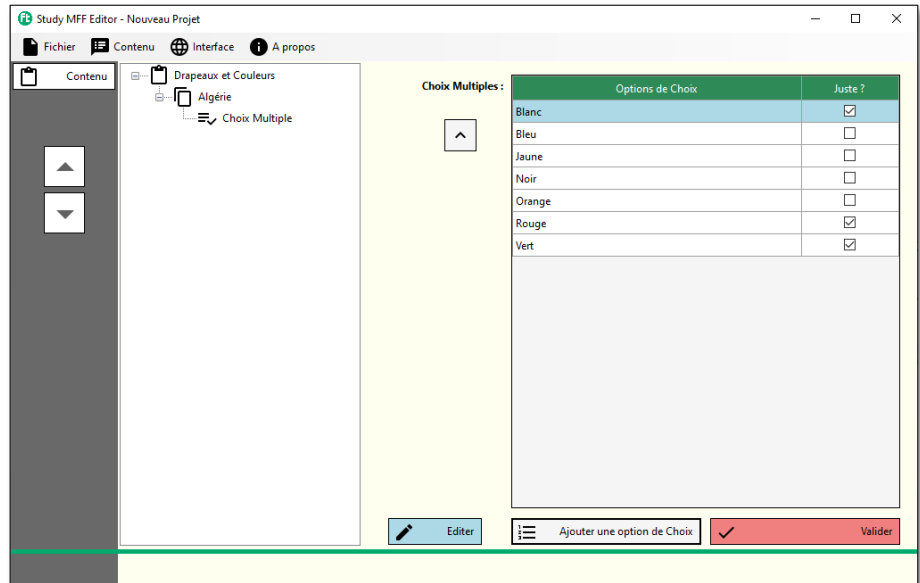 ft Study MFF Editor - Nouveau Projet
Fichier Contenu Interface A propos
Contenu
Drapeaux et Couleurs
Algérie
Choix Multiple
Choix Multiples :
Options de Choix Juste ?
Blanc
Bleu
Jaune
Noir
Orange
Rouge
Vert
Editer Ajouter une option de Choix Valider